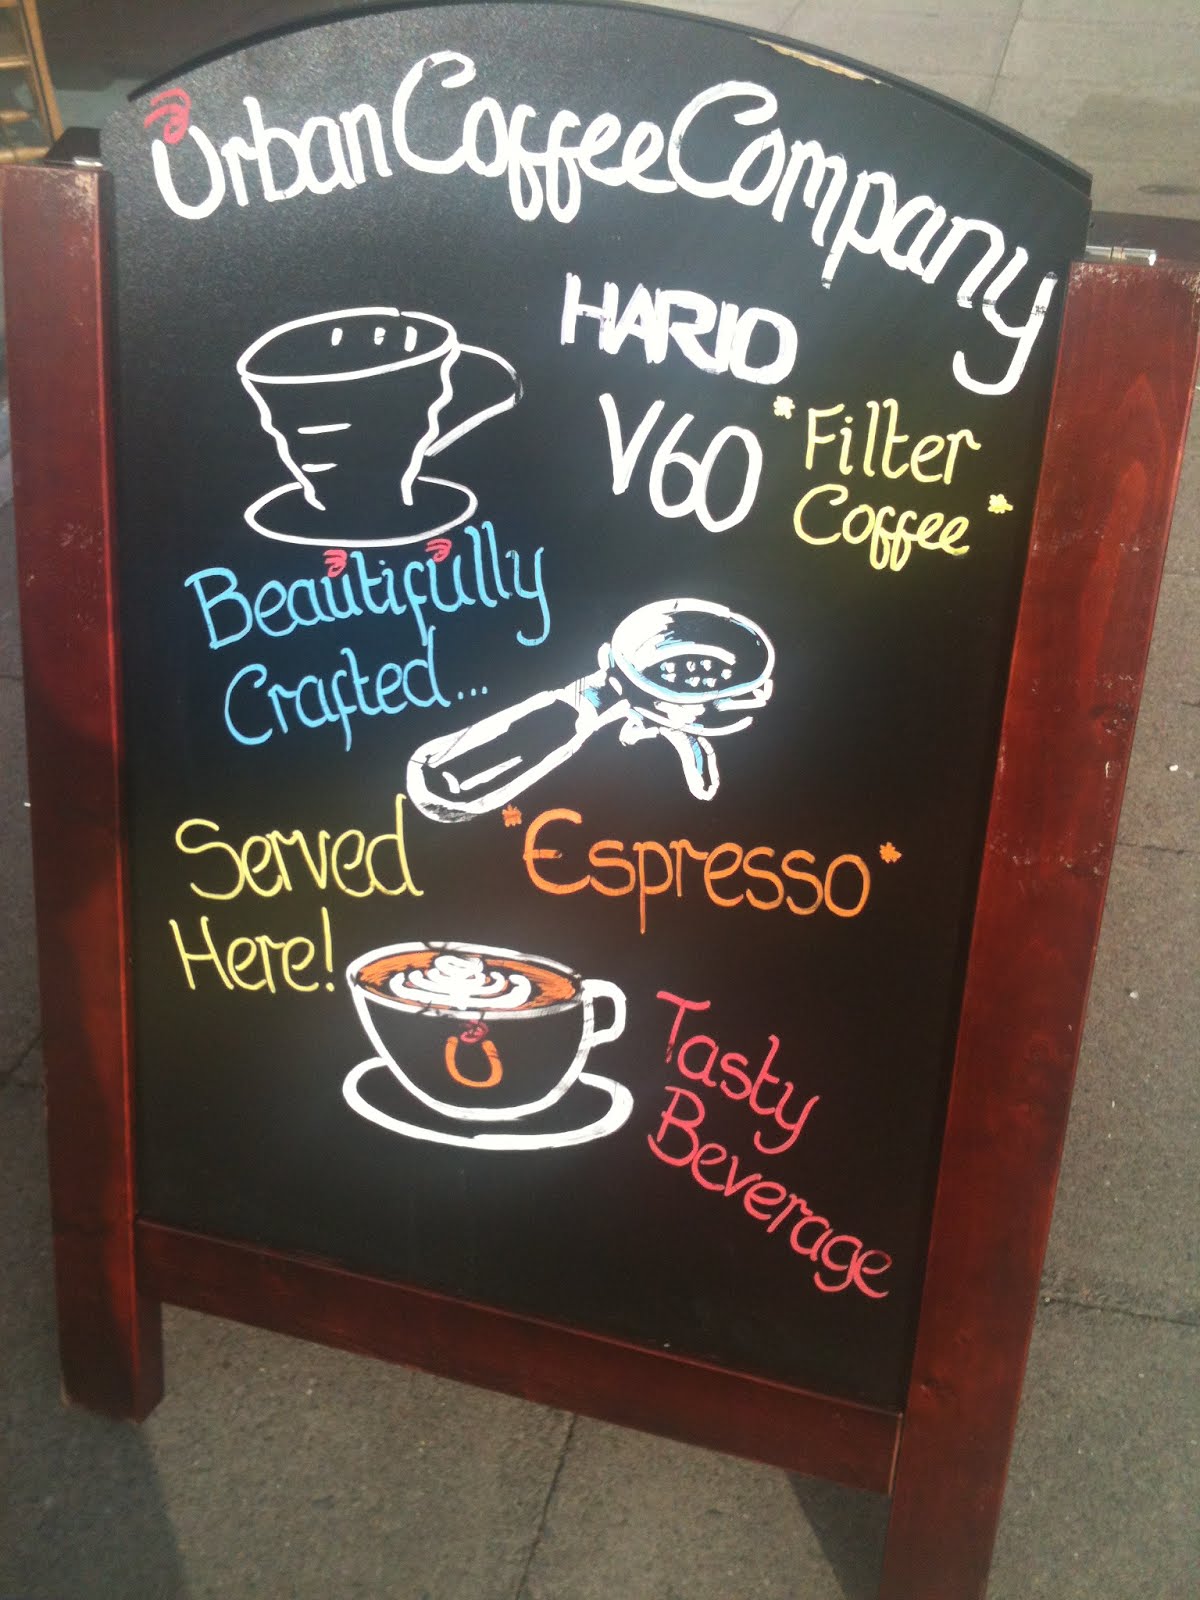 Urban Coffee Company
HARIO
V60
*Filter
Coffee*
Beautifully
Crafted...
Served
Here!
*Espresso*
U
Tasty
Beverage